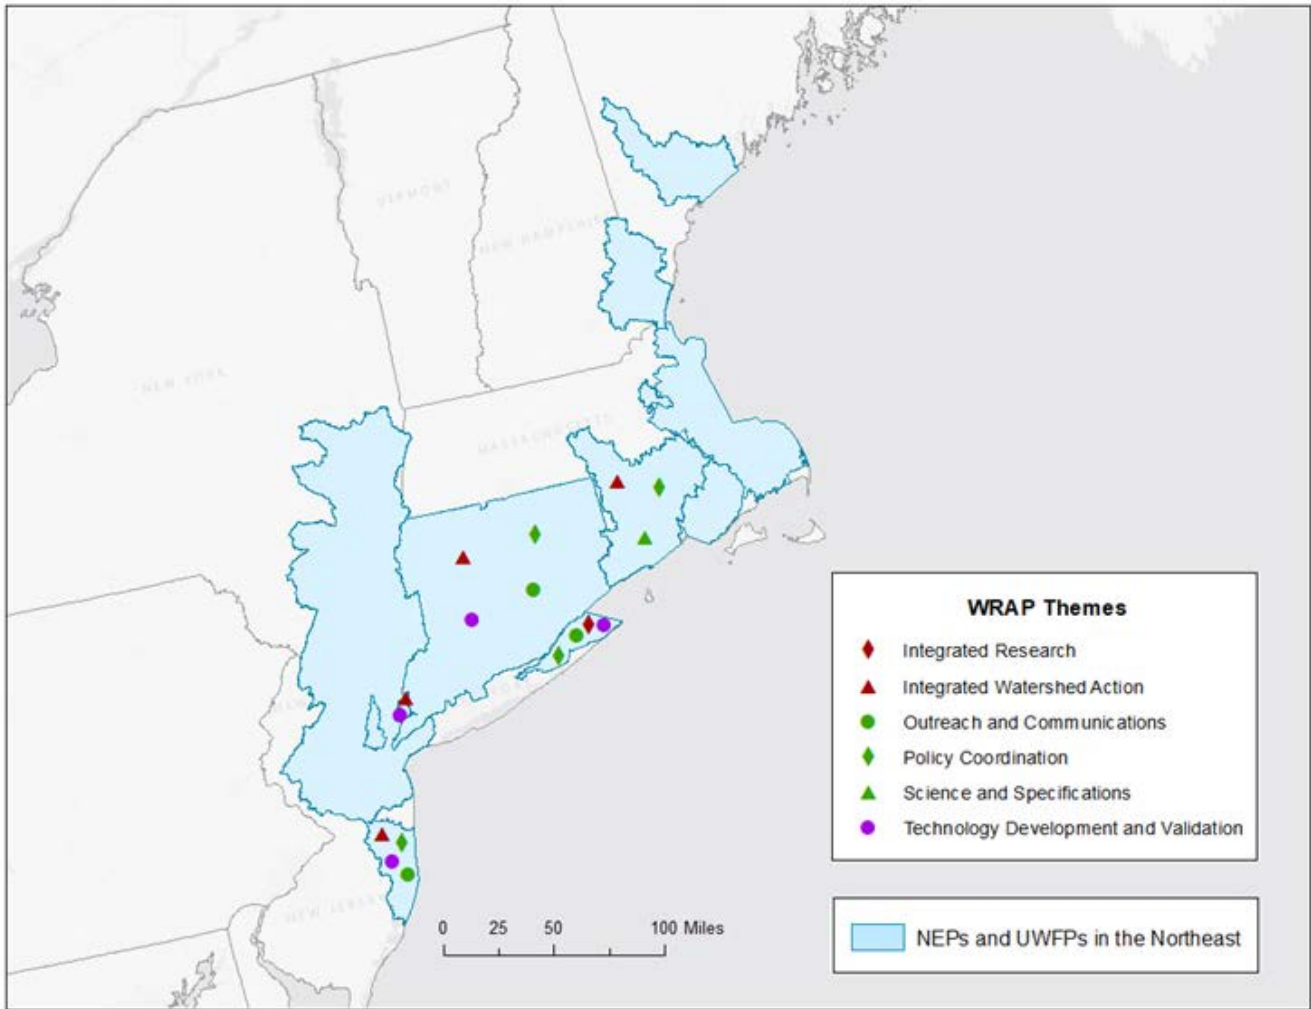 VERMONT
NEW HAMPSHIRE
NEW YORK
MASSACHUSETTS
NEW JERSEY
0 25 50 100 Miles
WRAP Themes
Integrated Research
Integrated Watershed Action
Outreach and Communications
Policy Coordination
Science and Specifications
Technology Development and Validation
NEPs and UWFPs in the Northeast